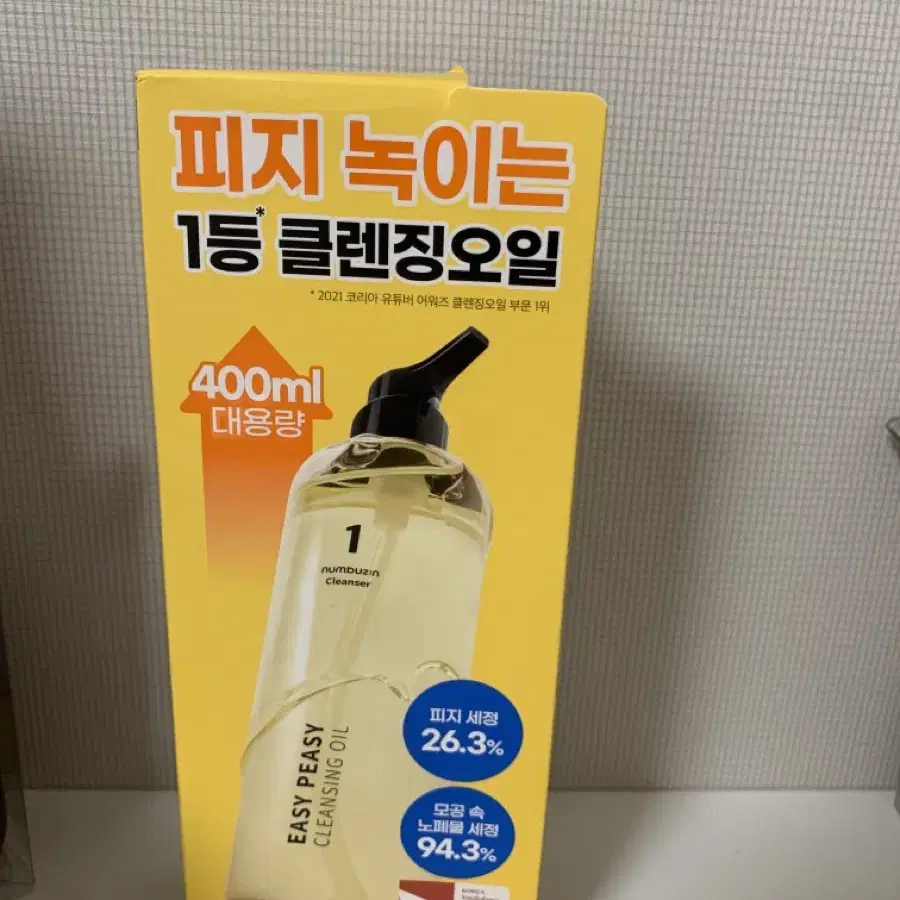 피지 녹이는
1등* 클렌징오일
* 2021 코리아 유튜버 어워즈 클렌징오일 부문 1위
400ml
대용량
1
numbuzin
Cleanser
EASY PEASY
CLEANSING OIL
피지 세정
26.3%
모공 속
노폐물 세정
94.3%
KOREA